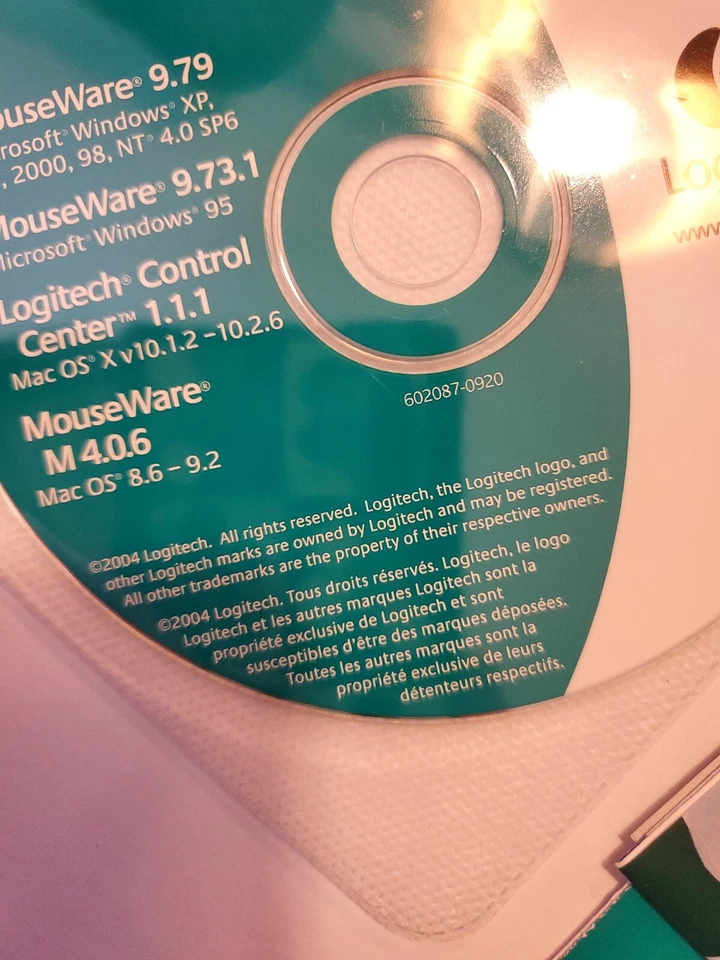 MouseWare® 9.79
Microsoft® Windows® XP,
, 2000, 98, NT® 4.0 SP6
MouseWare® 9.73.1
Microsoft® Windows® 95
Logitech® Control
Center™ 1.1.1
Mac OS® X v10.1.2 –10.2.6
MouseWare®
M 4.0.6
Mac OS® 8.6 – 9.2
602087-0920
©2004 Logitech. All rights reserved. Logitech, the Logitech logo, and
other Logitech marks are owned by Logitech and may be registered.
All other trademarks are the property of their respective owners.
©2004 Logitech. Tous droits réservés. Logitech, le logo
Logitech et les autres marques Logitech sont la
propriété exclusive de Logitech et sont
susceptibles d'être des marques déposées.
Toutes les autres marques sont la
propriété exclusive de leurs
détenteurs respectifs.
Lo
www